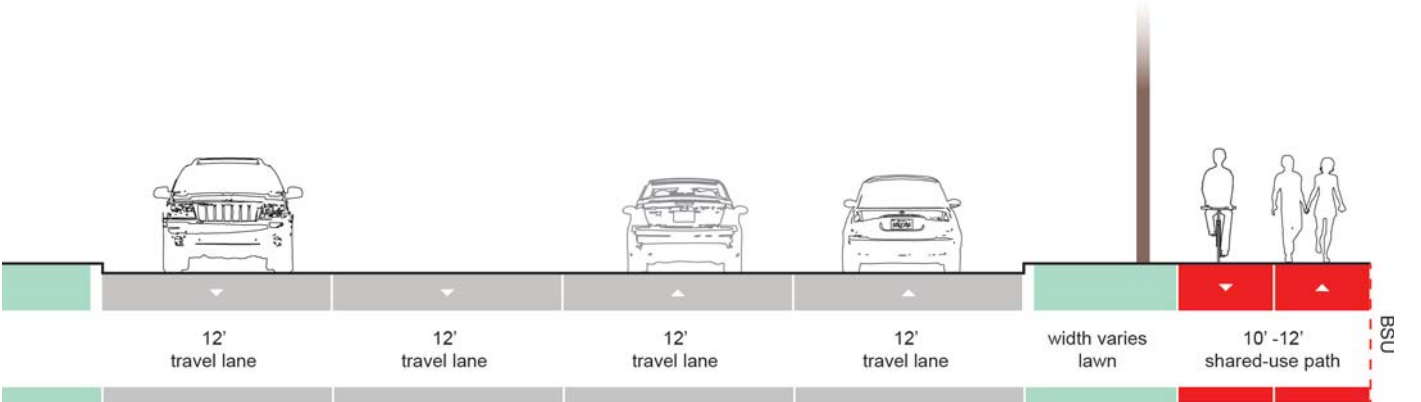 12'
travel lane
12'
travel lane
12'
travel lane
12'
travel lane
width varies
lawn
10' -12'
shared-use path
BSU